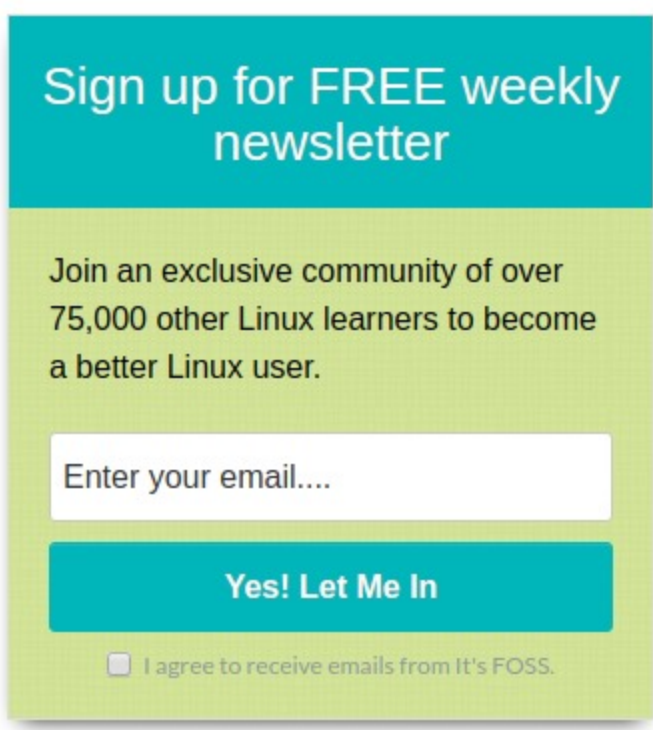 Sign up for FREE weekly
newsletter
Join an exclusive community of over
75,000 other Linux learners to become
a better Linux user.
Enter your email....
Yes! Let Me In
I agree to receive emails from It's FOSS.